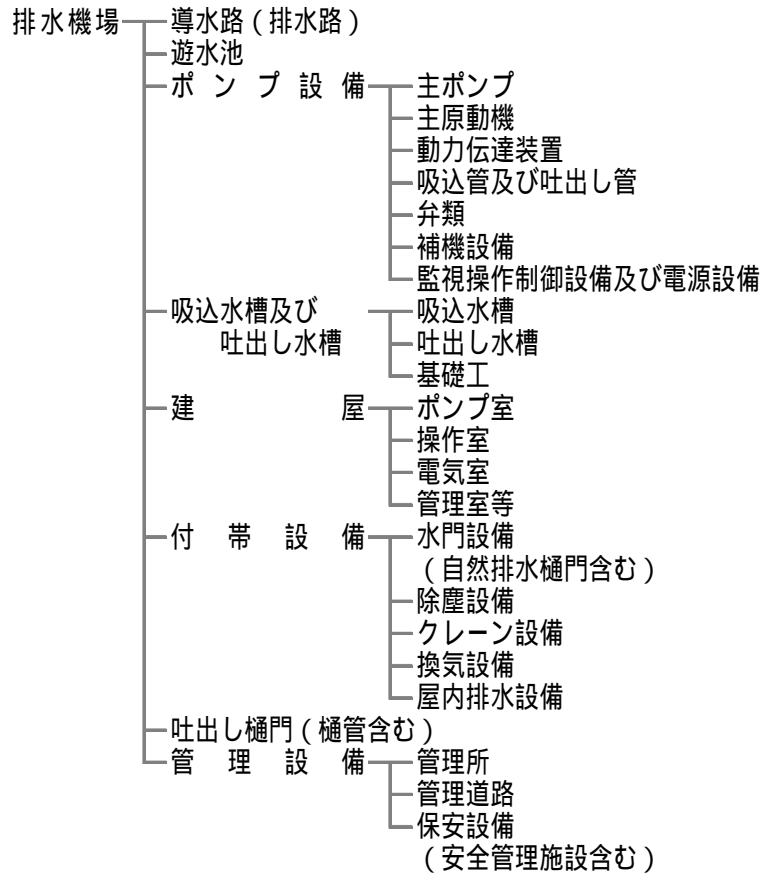 排水機場 導水路（排水路）
遊水池
ポンプ設備 主ポンプ
主原動機
動力伝達装置
吸込管及び吐出し管
弁類
補機設備
監視操作制御設備及び電源設備
吸込水槽及び 吸込水槽
吐出し水槽 吐出し水槽
基礎工
建屋 ポンプ室
操作室
電気室
管理室等
付帯設備 水門設備
（自然排水樋門含む）
除塵設備
クレーン設備
換気設備
屋内排水設備
吐出し樋門（樋管含む）
管理設備 管理所
管理道路
保安設備
（安全管理施設含む）